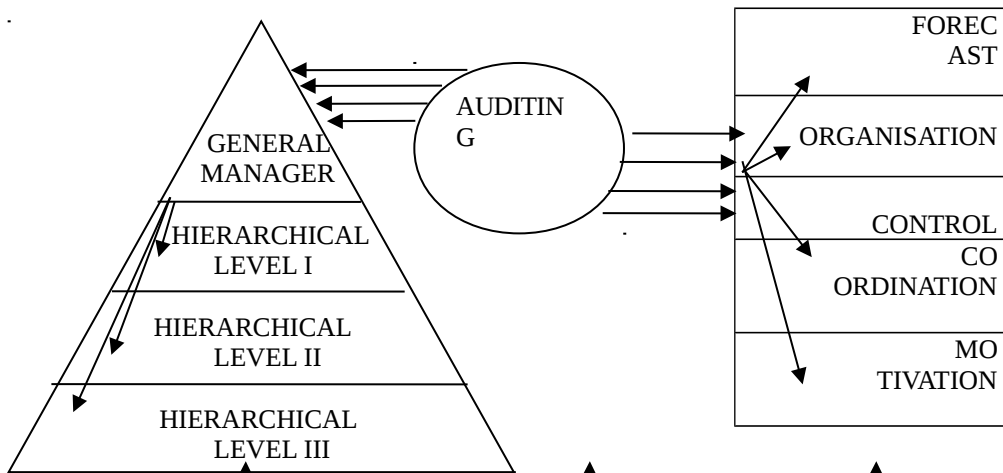 GENERAL
MANAGER
HIERARCHICAL
LEVEL I
HIERARCHICAL
LEVEL II
HIERARCHICAL
LEVEL III
AUDITIN
G
FOREC
AST
ORGANISATION
CONTROL
CO
ORDINATION
MO
TIVATION